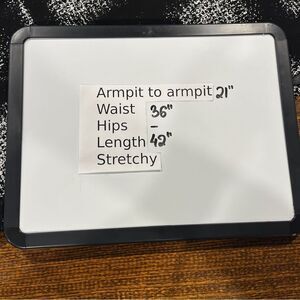 Armpit to armpit 21"
Waist 36"
Hips –
Length 42"
Stretchy